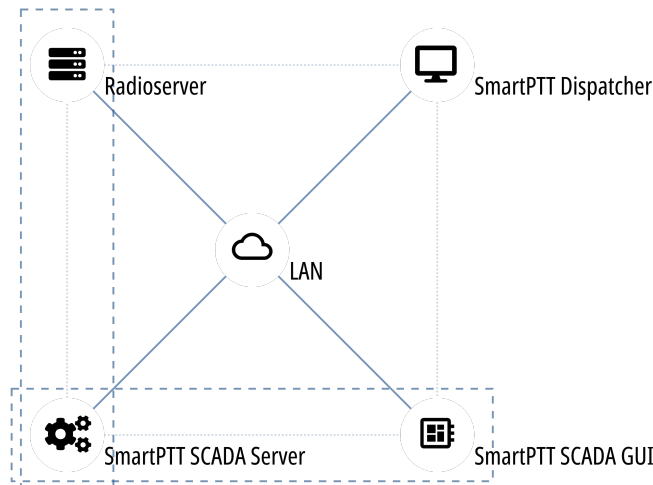 Radioserver
SmartPTT Dispatcher
LAN
SmartPTT SCADA Server
SmartPTT SCADA GUI